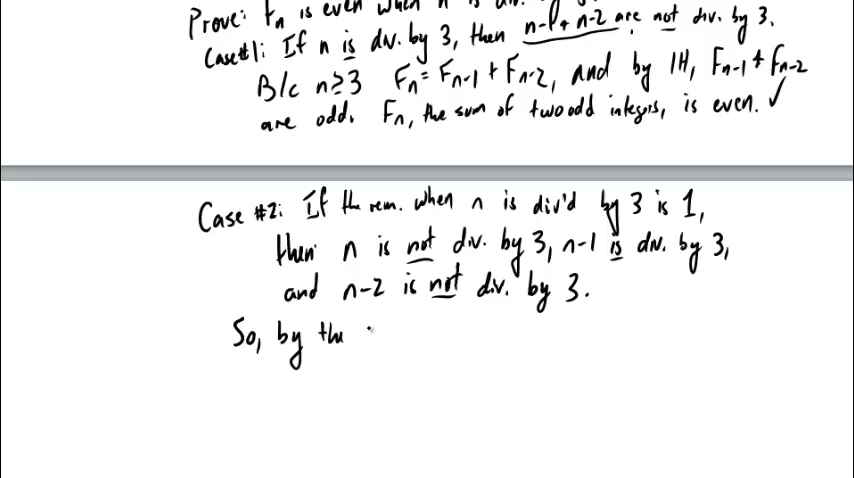 Prove: Fn is even when n is div.
Case #1: If n is div. by 3, then n-1 + n-2 are not div. by 3.
B/c n≥3 Fn = Fn-1 + Fn-2, and by IH, Fn-1 + Fn-2
are odd. Fn, the sum of two odd integers, is even. ✓
Case #2: If the rem. when n is div'd by 3 is 1,
then n is not div. by 3, n-1 is div. by 3,
and n-2 is not div. by 3.
So, by the